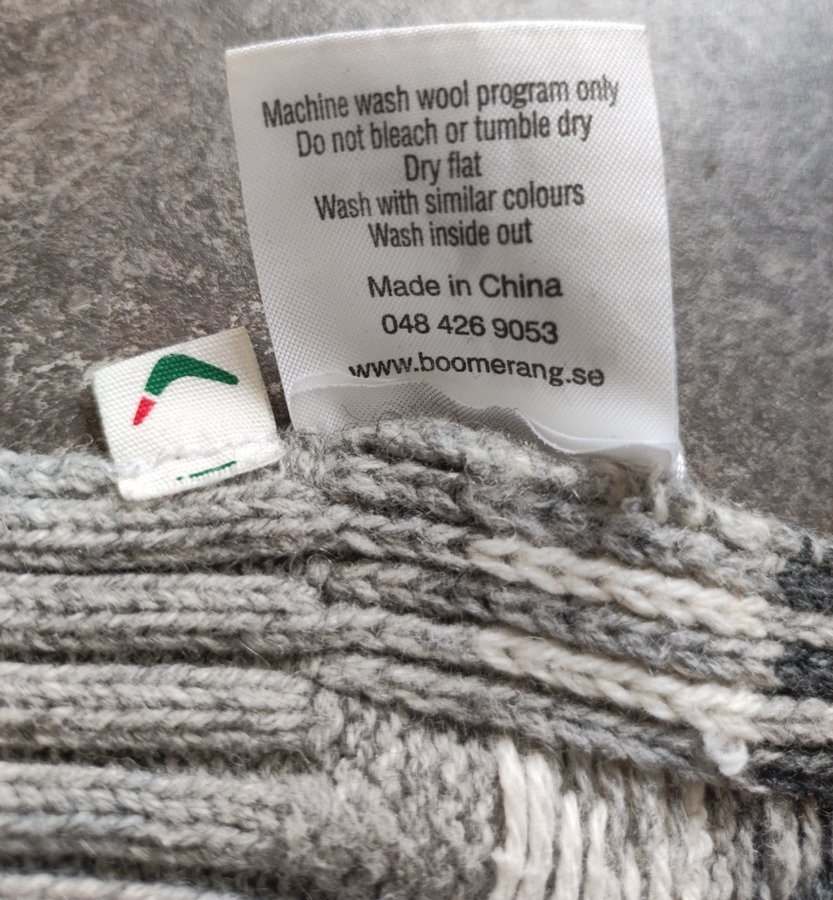 Machine wash wool program only
Do not bleach or tumble dry
Dry flat
Wash with similar colours
Wash inside out
Made in China
048 426 9053
www.boomerang.se